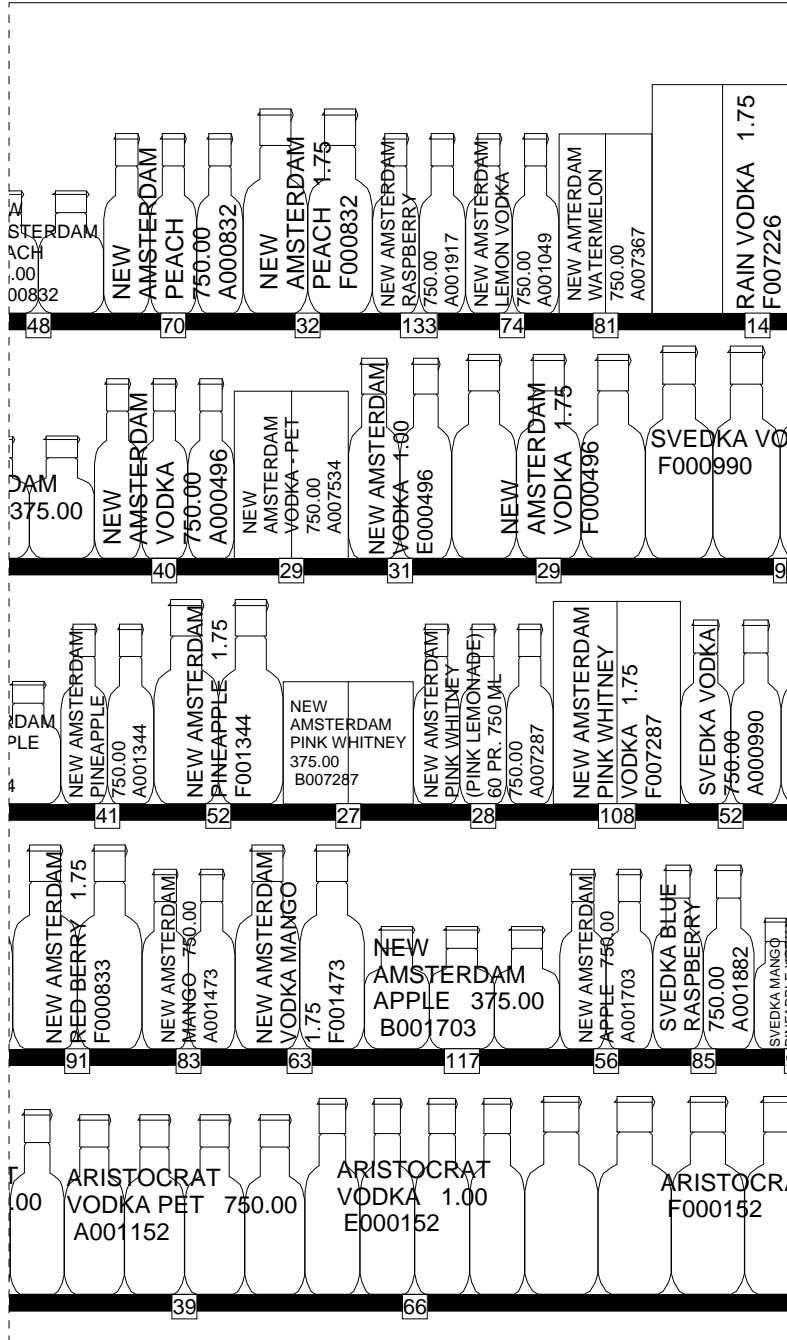 STERDAM
ACH
.00
00832
NEW
AMSTERDAM
PEACH
750.00
A000832
NEW
AMSTERDAM
PEACH 1.75
F000832
NEW AMSTERDAM
RASPBERRY
750.00
A001917
NEW AMSTERDAM
LEMON VODKA
750.00
A001049
NEW AMTERDAM
WATERMELON
750.00
A007367
RAIN VODKA 1.75
F007226
48
70
32
133
74
81
14
DAM
375.00
NEW
AMSTERDAM
VODKA
750.00
A000496
NEW
AMSTERDAM
VODKA - PET
750.00
A007534
NEW AMSTERDAM
VODKA 1.00
E000496
NEW
AMSTERDAM
VODKA 1.75
F000496
SVEDKA VO
F000990
40
29
31
29
9
RDAM
PLE
4
NEW AMSTERDAM
PINEAPPLE
750.00
A001344
NEW AMSTERDAM
PINEAPPLE 1.75
F001344
NEW
AMSTERDAM
PINK WHITNEY
375.00
B007287
NEW AMSTERDAM
PINK WHITNEY
(PINK LEMONADE)
60 PR. 750 ML
750.00
A007287
NEW AMSTERDAM
PINK WHITNEY
VODKA 1.75
F007287
SVEDKA VODKA
750.00
A000990
41
52
27
28
108
52
NEW AMSTERDAM
RED BERRY 1.75
F000833
NEW AMSTERDAM
MANGO 750.00
A001473
NEW AMSTERDAM
VODKA MANGO
1.75
F001473
NEW
AMSTERDAM
APPLE 375.00
B001703
NEW AMSTERDAM
APPLE 750.00
A001703
SVEDKA BLUE
RASPBERRY
750.00
A001882
SVEDKA MANGO
91
83
63
117
56
85
T
.00
ARISTOCRAT
VODKA PET 750.00
A001152
ARISTOCRAT
VODKA 1.00
E000152
ARISTOCRA
F000152
39
66